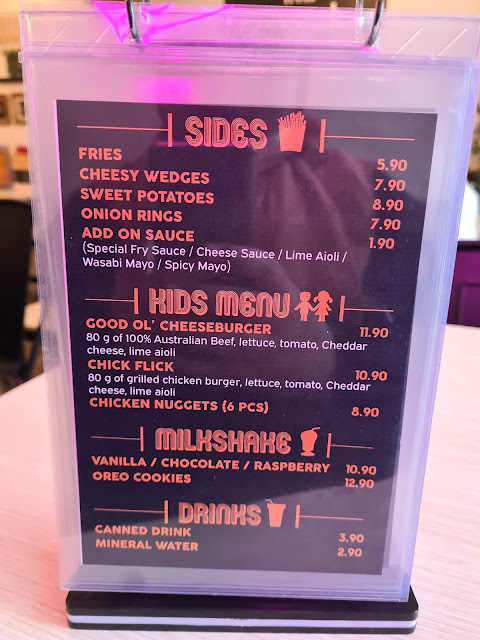 SIDES
FRIES 5.90
CHEESY WEDGES 7.90
SWEET POTATOES 8.90
ONION RINGS 7.90
ADD ON SAUCE 1.90
(Special Fry Sauce / Cheese Sauce / Lime Aioli /
Wasabi Mayo / Spicy Mayo)
KIDS MENU
GOOD OL' CHEESEBURGER 11.90
80 g of 100% Australian Beef, lettuce, tomato, Cheddar
cheese, lime aioli
CHICK FLICK 10.90
80 g of grilled chicken burger, lettuce, tomato, Cheddar
cheese, lime aioli
CHICKEN NUGGETS (6 PCS) 8.90
MILKSHAKE
VANILLA / CHOCOLATE / RASPBERRY 10.90
OREO COOKIES 12.90
DRINKS
CANNED DRINK 3.90
MINERAL WATER 2.90